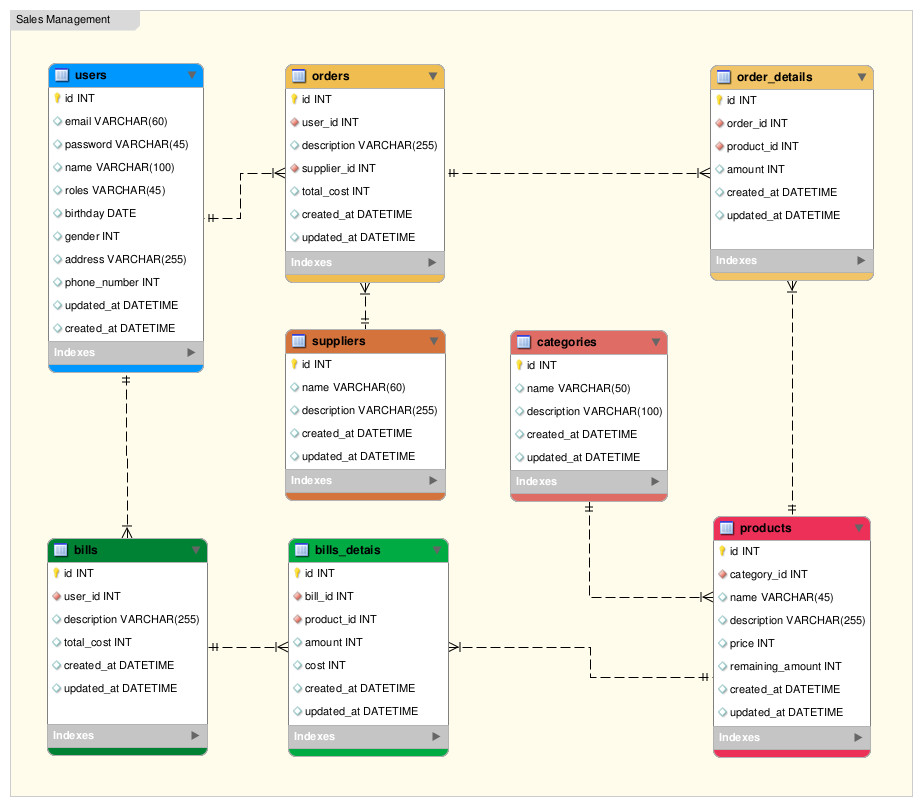 Sales Management
users
id INT
email VARCHAR(60)
password VARCHAR(45)
name VARCHAR(100)
roles VARCHAR(45)
birthday DATE
gender INT
address VARCHAR(255)
phone_number INT
updated_at DATETIME
created_at DATETIME
Indexes
orders
id INT
user_id INT
description VARCHAR(255)
supplier_id INT
total_cost INT
created_at DATETIME
updated_at DATETIME
Indexes
order_details
id INT
order_id INT
product_id INT
amount INT
created_at DATETIME
updated_at DATETIME
Indexes
suppliers
id INT
name VARCHAR(60)
description VARCHAR(255)
created_at DATETIME
updated_at DATETIME
Indexes
categories
id INT
name VARCHAR(50)
description VARCHAR(100)
created_at DATETIME
updated_at DATETIME
Indexes
bills
id INT
user_id INT
description VARCHAR(255)
total_cost INT
created_at DATETIME
updated_at DATETIME
Indexes
bills_detais
id INT
bill_id INT
product_id INT
amount INT
cost INT
created_at DATETIME
updated_at DATETIME
Indexes
products
id INT
category_id INT
name VARCHAR(45)
description VARCHAR(255)
price INT
remaining_amount INT
created_at DATETIME
updated_at DATETIME
Indexes